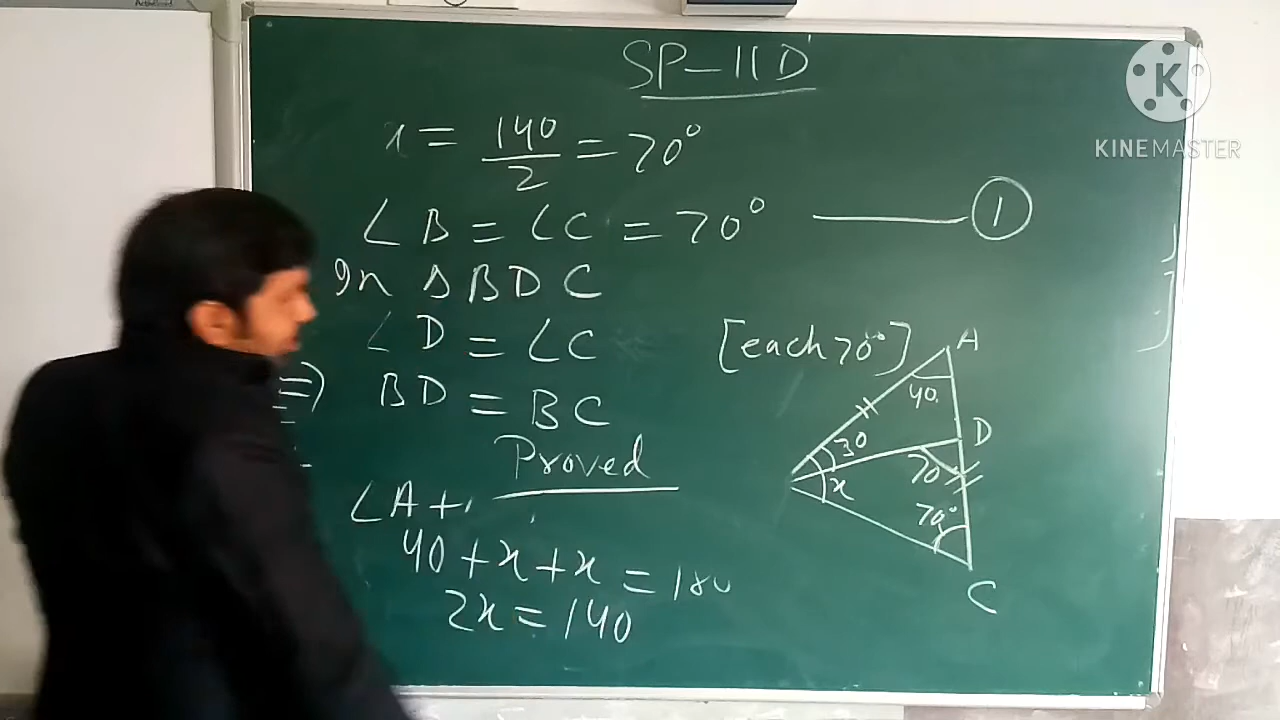 SP-11D
x = 140/2 = 70°
∠B = ∠C = 70° ① 
In ΔBDC
∠D = ∠C [each 70°]
⇒ BD = BC
Proved
∠A +
40 + x + x = 180
2x = 140
A
40
30
D
70
x
70°
C
K
KINEMASTER